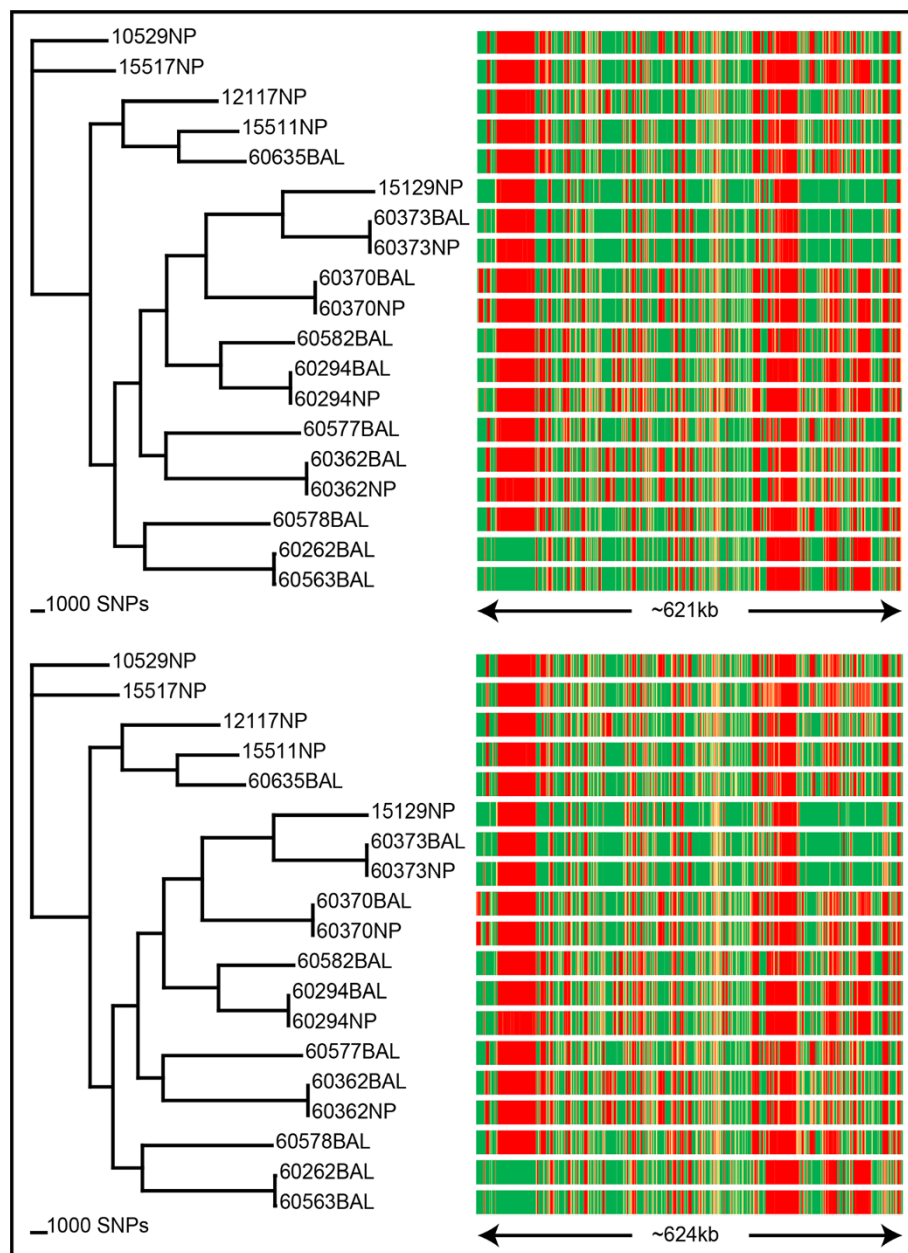 10529NP
15517NP
12117NP
15511NP
60635BAL
15129NP
60373BAL
60373NP
60370BAL
60370NP
60582BAL
60294BAL
60294NP
60577BAL
60362BAL
60362NP
60578BAL
60262BAL
60563BAL
1000 SNPs
~621kb
10529NP
15517NP
12117NP
15511NP
60635BAL
15129NP
60373BAL
60373NP
60370BAL
60370NP
60582BAL
60294BAL
60294NP
60577BAL
60362BAL
60362NP
60578BAL
60262BAL
60563BAL
1000 SNPs
~624kb